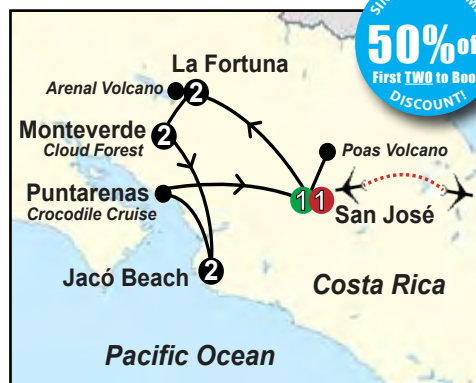 50%
First TWO to
DISCOUNT!
La Fortuna
Arenal Volcano
2
Monteverde
2
Cloud Forest
Poas Volcano
Puntarenas
Crocodile Cruise
1 1
San José
Jacó Beach
2
Costa Rica
Pacific Ocean